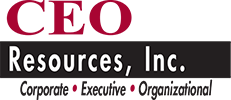 CEO
Resources, Inc.
Corporate • Executive • Organizational